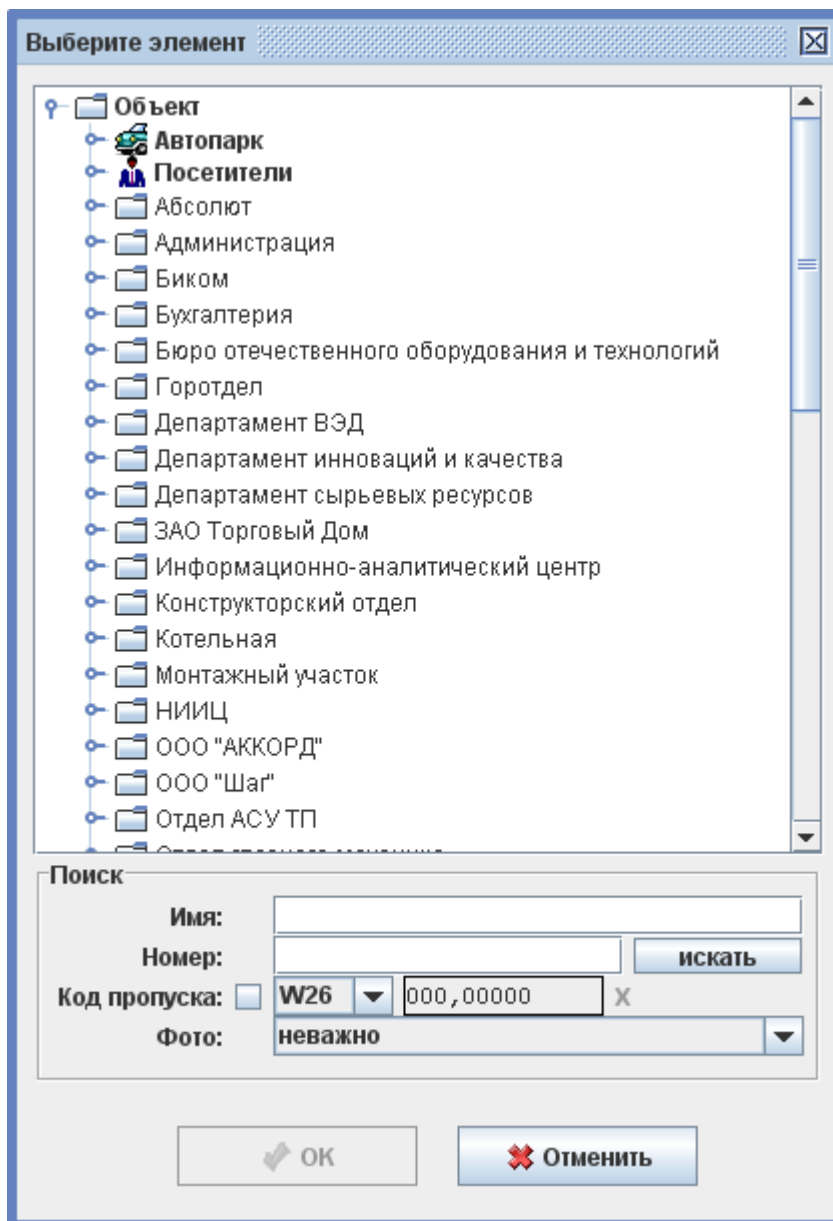 Выберите элемент
Объект
Автопарк
Посетители
Абсолют
Администрация
Биком
Бухгалтерия
Бюро отечественного оборудования и технологий
Горотдел
Департамент ВЭД
Департамент инноваций и качества
Департамент сырьевых ресурсов
ЗАО Торговый Дом
Информационно-аналитический центр
Конструкторский отдел
Котельная
Монтажный участок
НИИЦ
ООО "АККОРД"
ООО "Шаг"
Отдел АСУ ТП
Поиск
Имя:
Номер: искать
Код пропуска: W26 000,00000 X
Фото: неважно
ОК Отменить